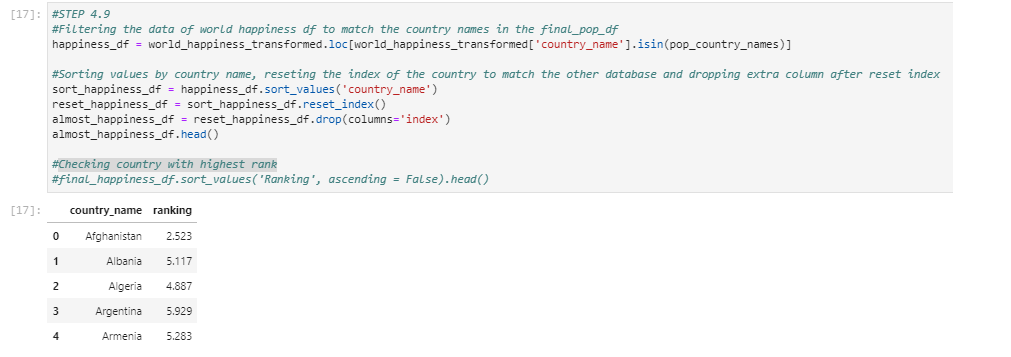 [17]: #STEP 4.9
#Filtering the data of world happiness df to match the country names in the final_pop_df
happiness_df = world_happiness_transformed.loc[world_happiness_transformed['country_name'].isin(pop_country_names)]
#Sorting values by country name, reseting the index of the country to match the other database and dropping extra column after reset index
sort_happiness_df = happiness_df.sort_values('country_name')
reset_happiness_df = sort_happiness_df.reset_index()
almost_happiness_df = reset_happiness_df.drop(columns='index')
almost_happiness_df.head()
#Checking country with highest rank
#final_happiness_df.sort_values('Ranking', ascending = False).head()
[17]: country_name ranking
0 Afghanistan 2.523
1 Albania 5.117
2 Algeria 4.887
3 Argentina 5.929
4 Armenia 5.283